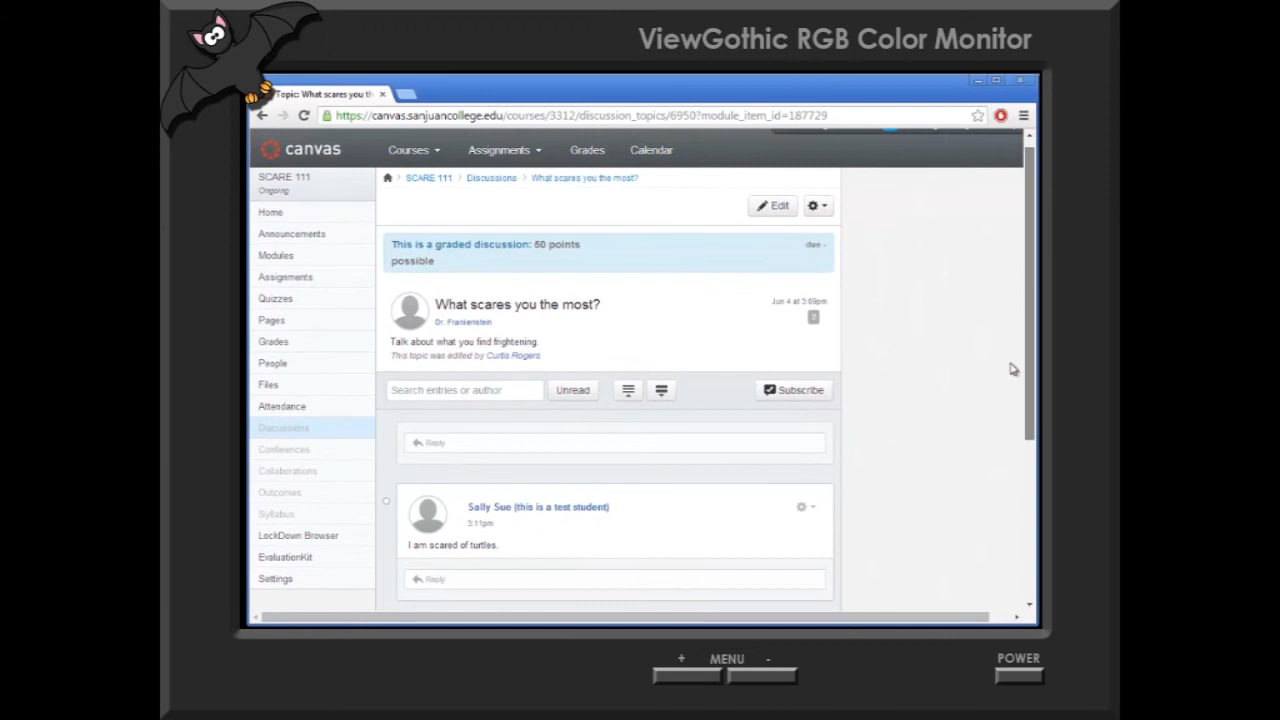 ViewGothic RGB Color Monitor
Topic: What scares you th
https://canvas.sanjuancollege.edu/courses/3312/discussion_topics/6950?module_item_id=187729
canvas
Courses
Assignments
Grades
Calendar
SCARE 111
Ongoing
Home
Announcements
Modules
Assignments
Quizzes
Pages
Grades
People
Files
Attendance
Discussions
Conferences
Collaborations
Outcomes
Syllabus
LockDown Browser
EvaluationKit
Settings
SCARE 111 > Discussions > What scares you the most?
Edit
This is a graded discussion: 50 points
possible
due -
What scares you the most?
Jun 4 at 3:09pm
Dr. Frankenstein
2
Talk about what you find frightening.
This topic was edited by Curtis Rogers
Search entries or author
Unread
Subscribe
Reply
Sally Sue (this is a test student)
3:11pm
I am scared of turtles.
Reply
+ MENU -
POWER